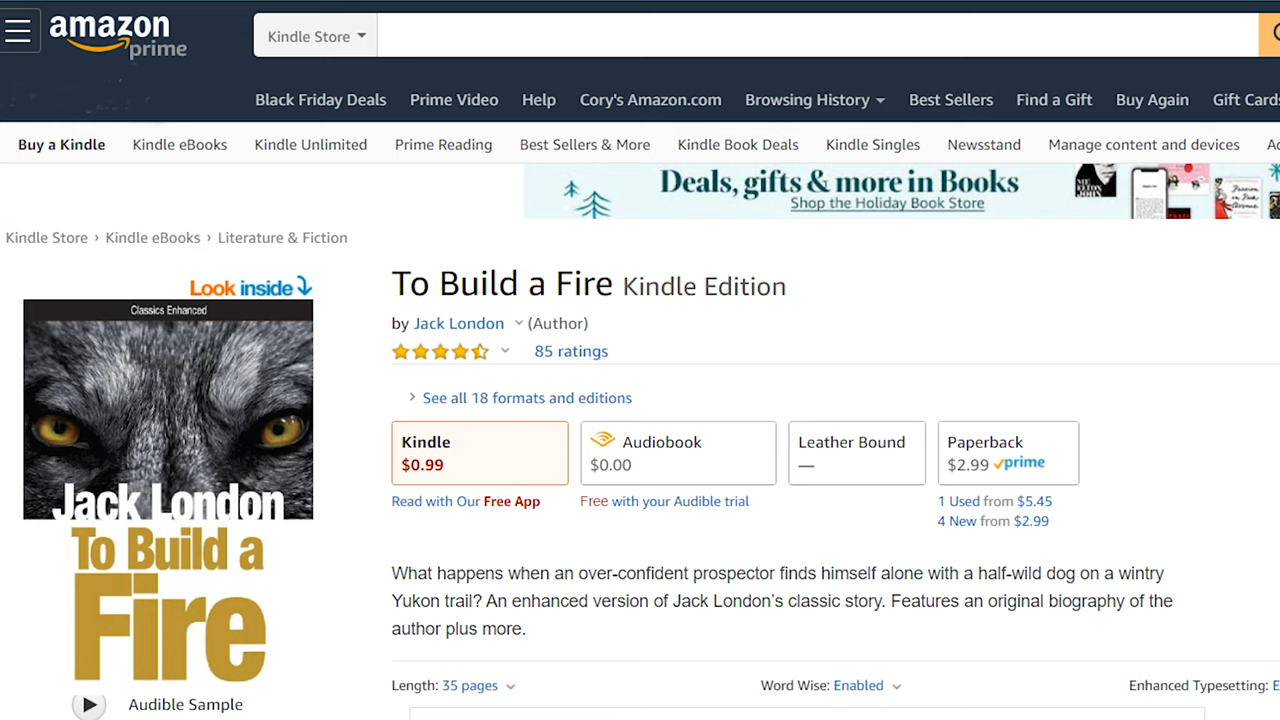 amazon
prime
Kindle Store
Black Friday Deals Prime Video Help Cory's Amazon.com Browsing History Best Sellers Find a Gift Buy Again Gift Cards
Buy a Kindle Kindle eBooks Kindle Unlimited Prime Reading Best Sellers & More Kindle Book Deals Kindle Singles Newsstand Manage content and devices
Deals, gifts & more in Books
Shop the Holiday Book Store
ME
ELTON
JOHN
Kindle Store › Kindle eBooks › Literature & Fiction
Look inside
Classics Enhanced
Jack London
To Build a
Fire
Audible Sample
To Build a Fire Kindle Edition
by Jack London (Author)
85 ratings
See all 18 formats and editions
Kindle
$0.99
Read with Our Free App
Audiobook
$0.00
Free with your Audible trial
Leather Bound
—
Paperback
$2.99 prime
1 Used from $5.45
4 New from $2.99
What happens when an over-confident prospector finds himself alone with a half-wild dog on a wintry
Yukon trail? An enhanced version of Jack London's classic story. Features an original biography of the
author plus more.
Length: 35 pages Word Wise: Enabled Enhanced Typesetting: E